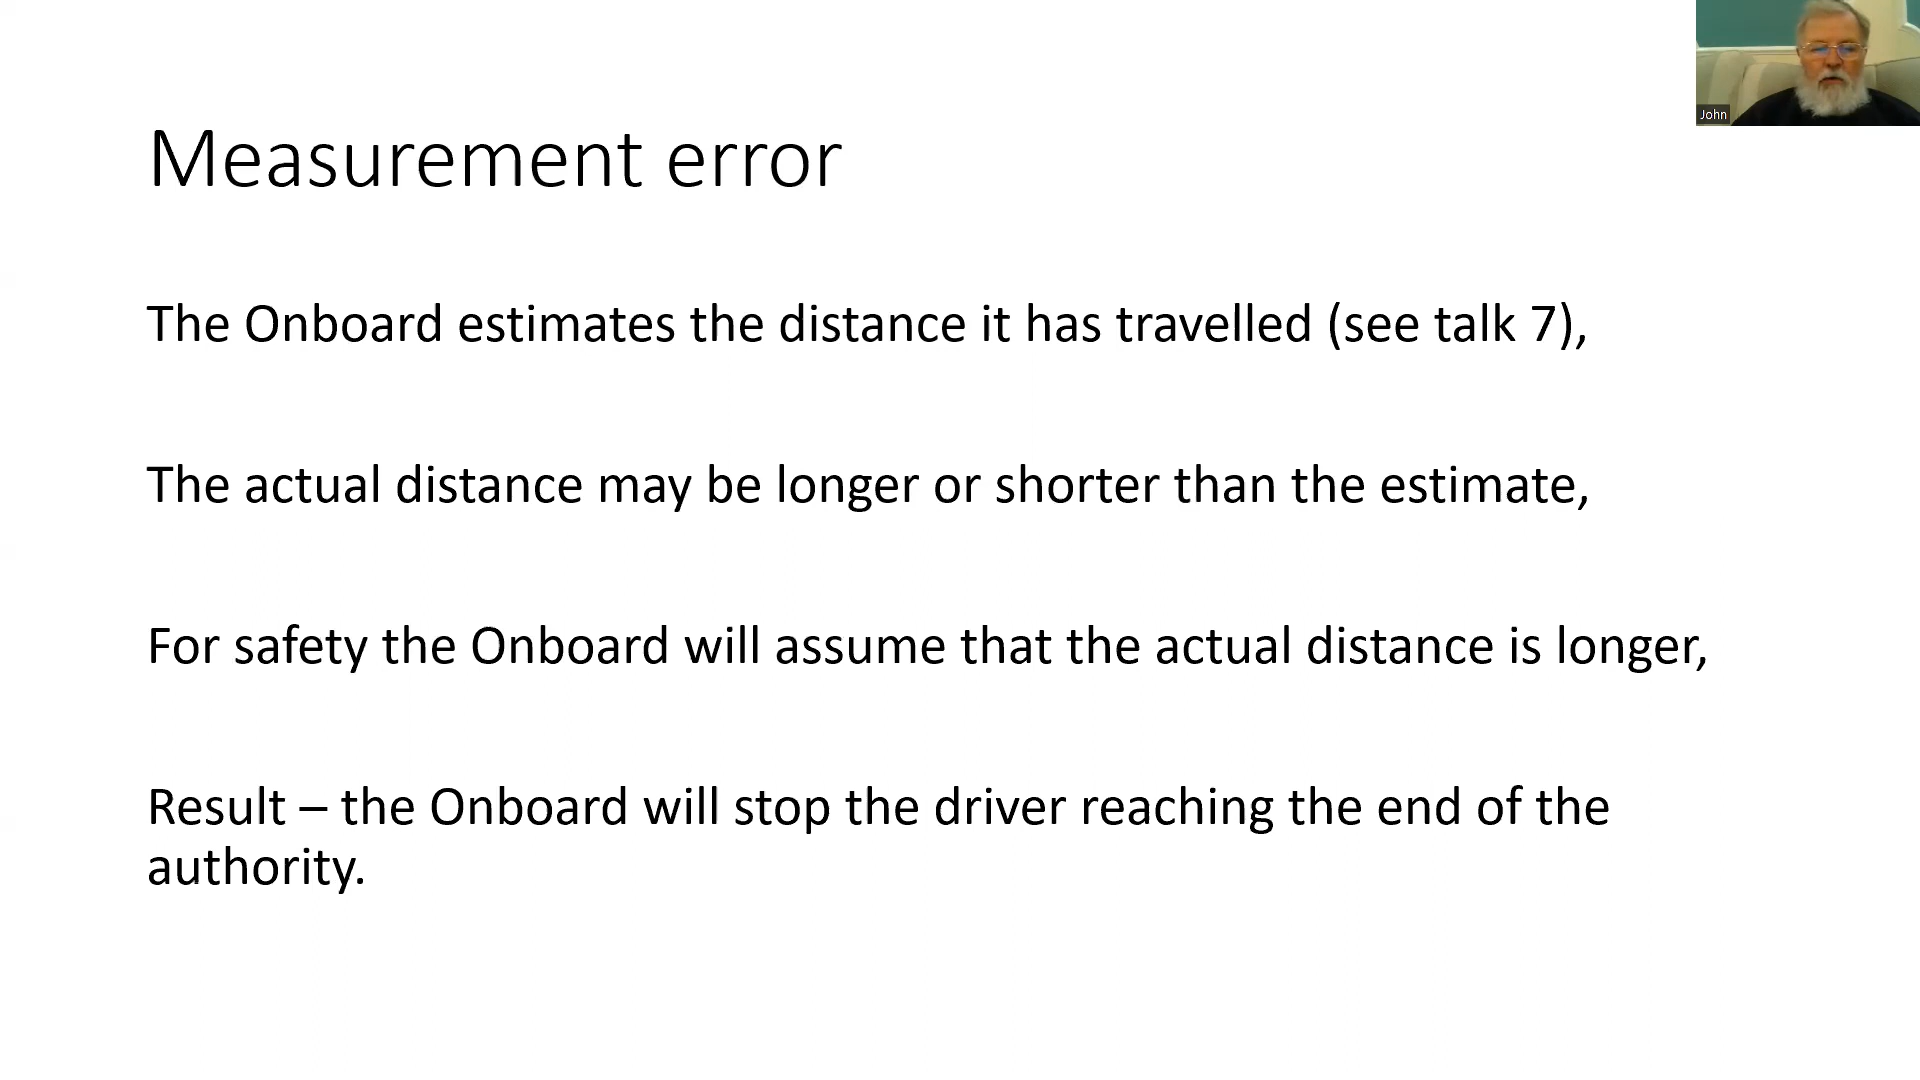 John
Measurement error
The Onboard estimates the distance it has travelled (see talk 7),
The actual distance may be longer or shorter than the estimate,
For safety the Onboard will assume that the actual distance is longer,
Result – the Onboard will stop the driver reaching the end of the
authority.